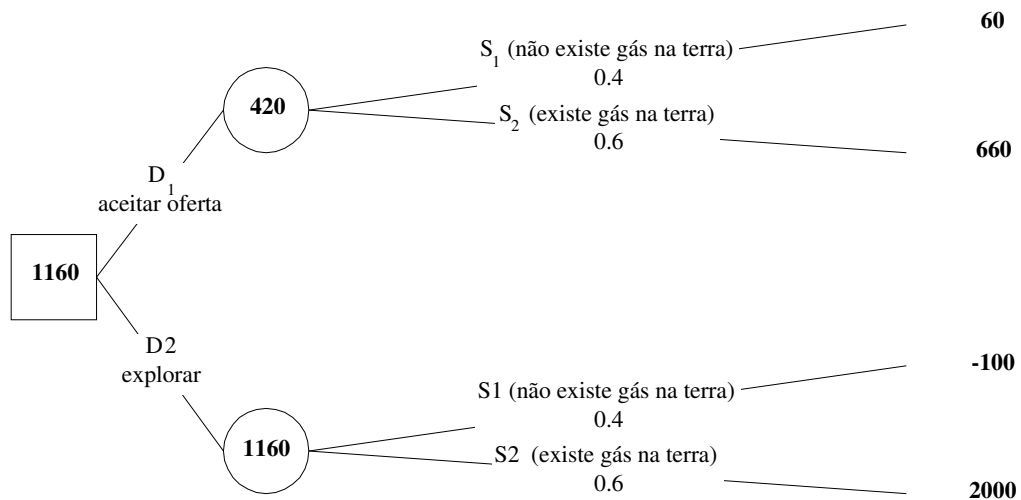 60
S1 (não existe gás na terra)
0.4
420
S2 (existe gás na terra)
0.6
660
D1
aceitar oferta
1160
D2
explorar
-100
S1 (não existe gás na terra)
0.4
1160
S2 (existe gás na terra)
0.6
2000